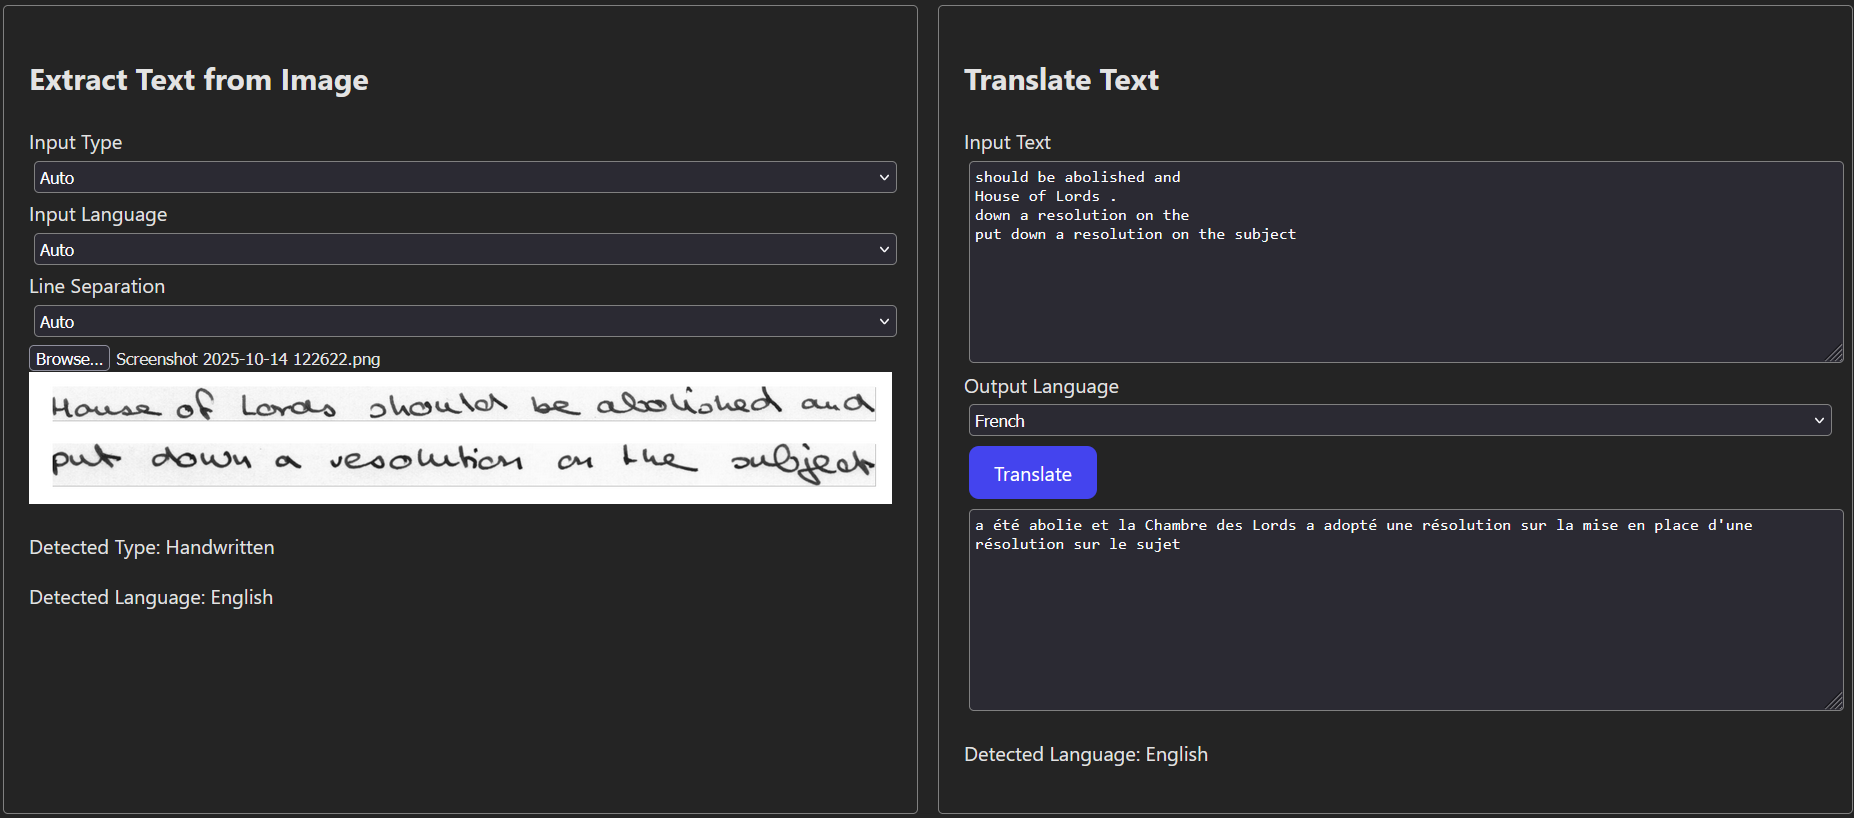 Extract Text from Image
Input Type
Auto
Input Language
Auto
Line Separation
Auto
Browse... Screenshot 2025-10-14 122622.png
House of Lords should be abolished and
put down a resolution on the subject
Detected Type: Handwritten
Detected Language: English
Translate Text
Input Text
should be abolished and
House of Lords .
down a resolution on the
put down a resolution on the subject
Output Language
French
Translate
a été abolie et la Chambre des Lords a adopté une résolution sur la mise en place d'une
résolution sur le sujet
Detected Language: English